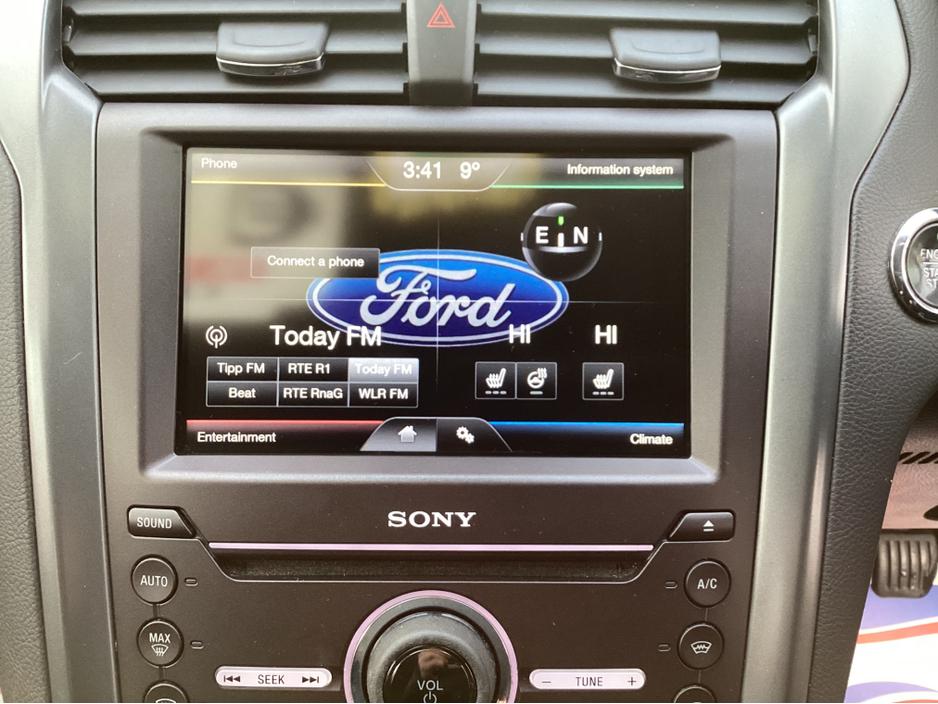 Phone
3:41 9°
Information system
E N
Connect a phone
Ford
Today FM
HI
HI
Tipp FM RTE R1 Today FM
Beat RTE RnaG WLR FM
Entertainment
Climate
SONY
SOUND
AUTO
A/C
MAX
SEEK
VOL
TUNE